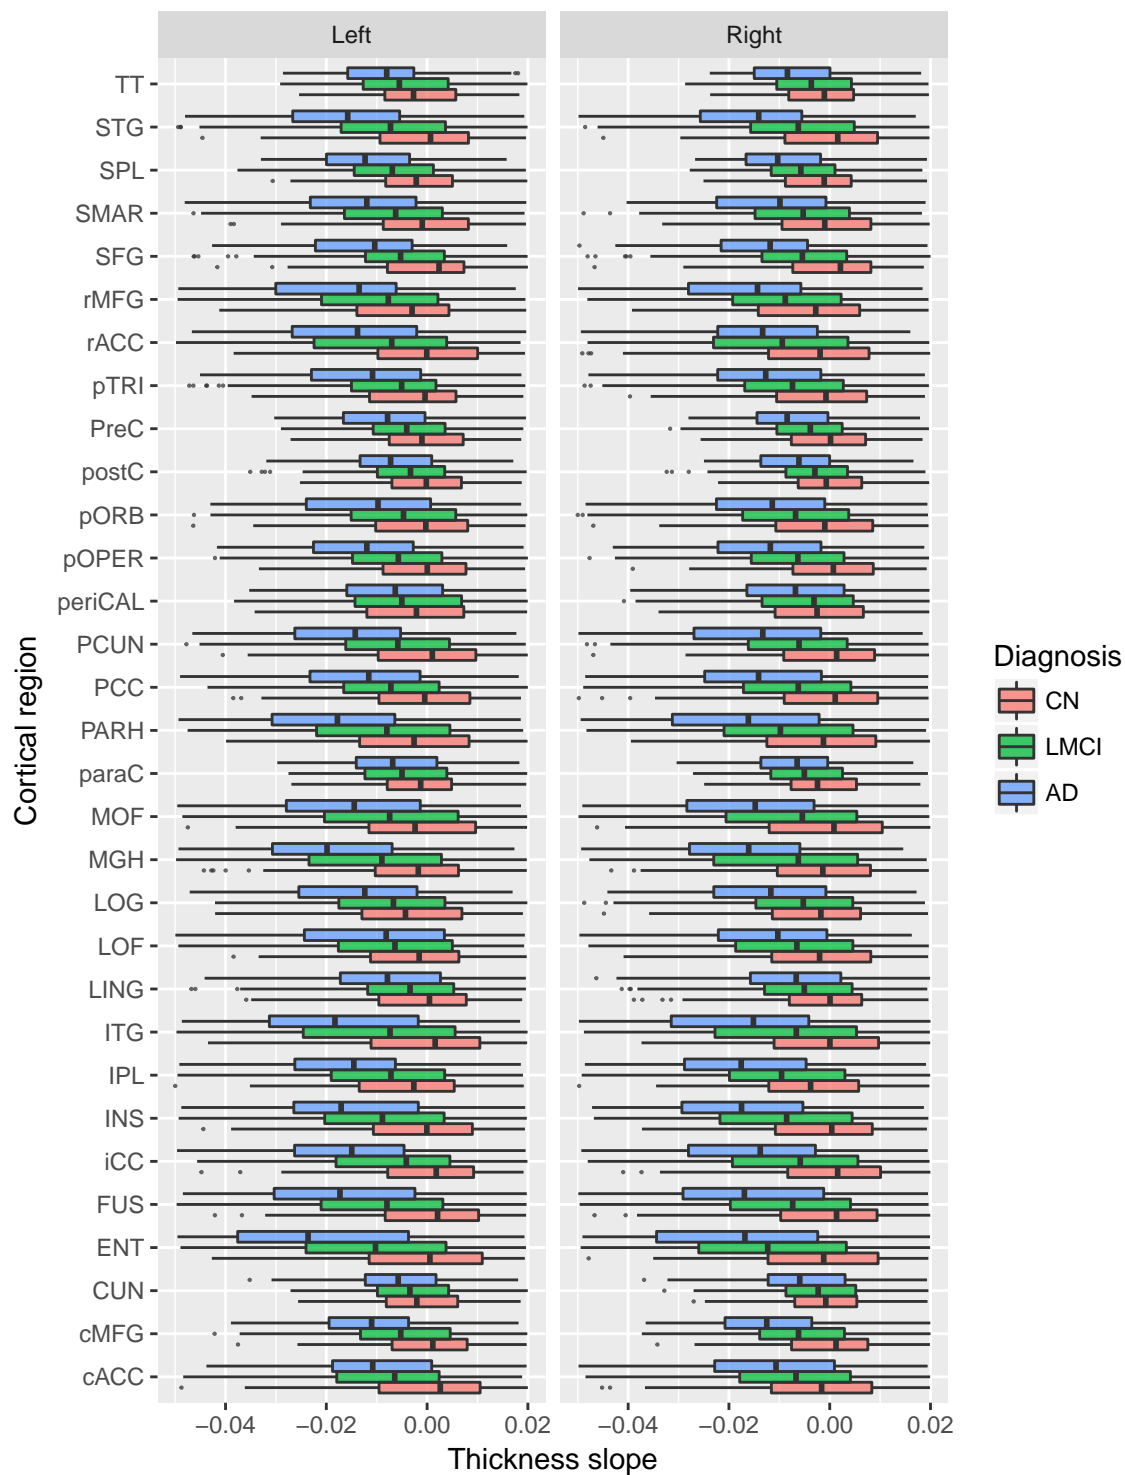 Left
Right
TT
STG
SPL
SMAR
SFG
rMFG
rACC
pTRI
PreC
postC
pORB
pOPER
periCAL
PCUN
PCC
PARH
paraC
MOF
MGH
LOG
LOF
LING
ITG
IPL
INS
iCC
FUS
ENT
CUN
cMFG
cACC
Cortical region
−0.04
−0.02
0.00
0.02
−0.04
−0.02
0.00
0.02
Thickness slope
Diagnosis
CN
LMCI
AD